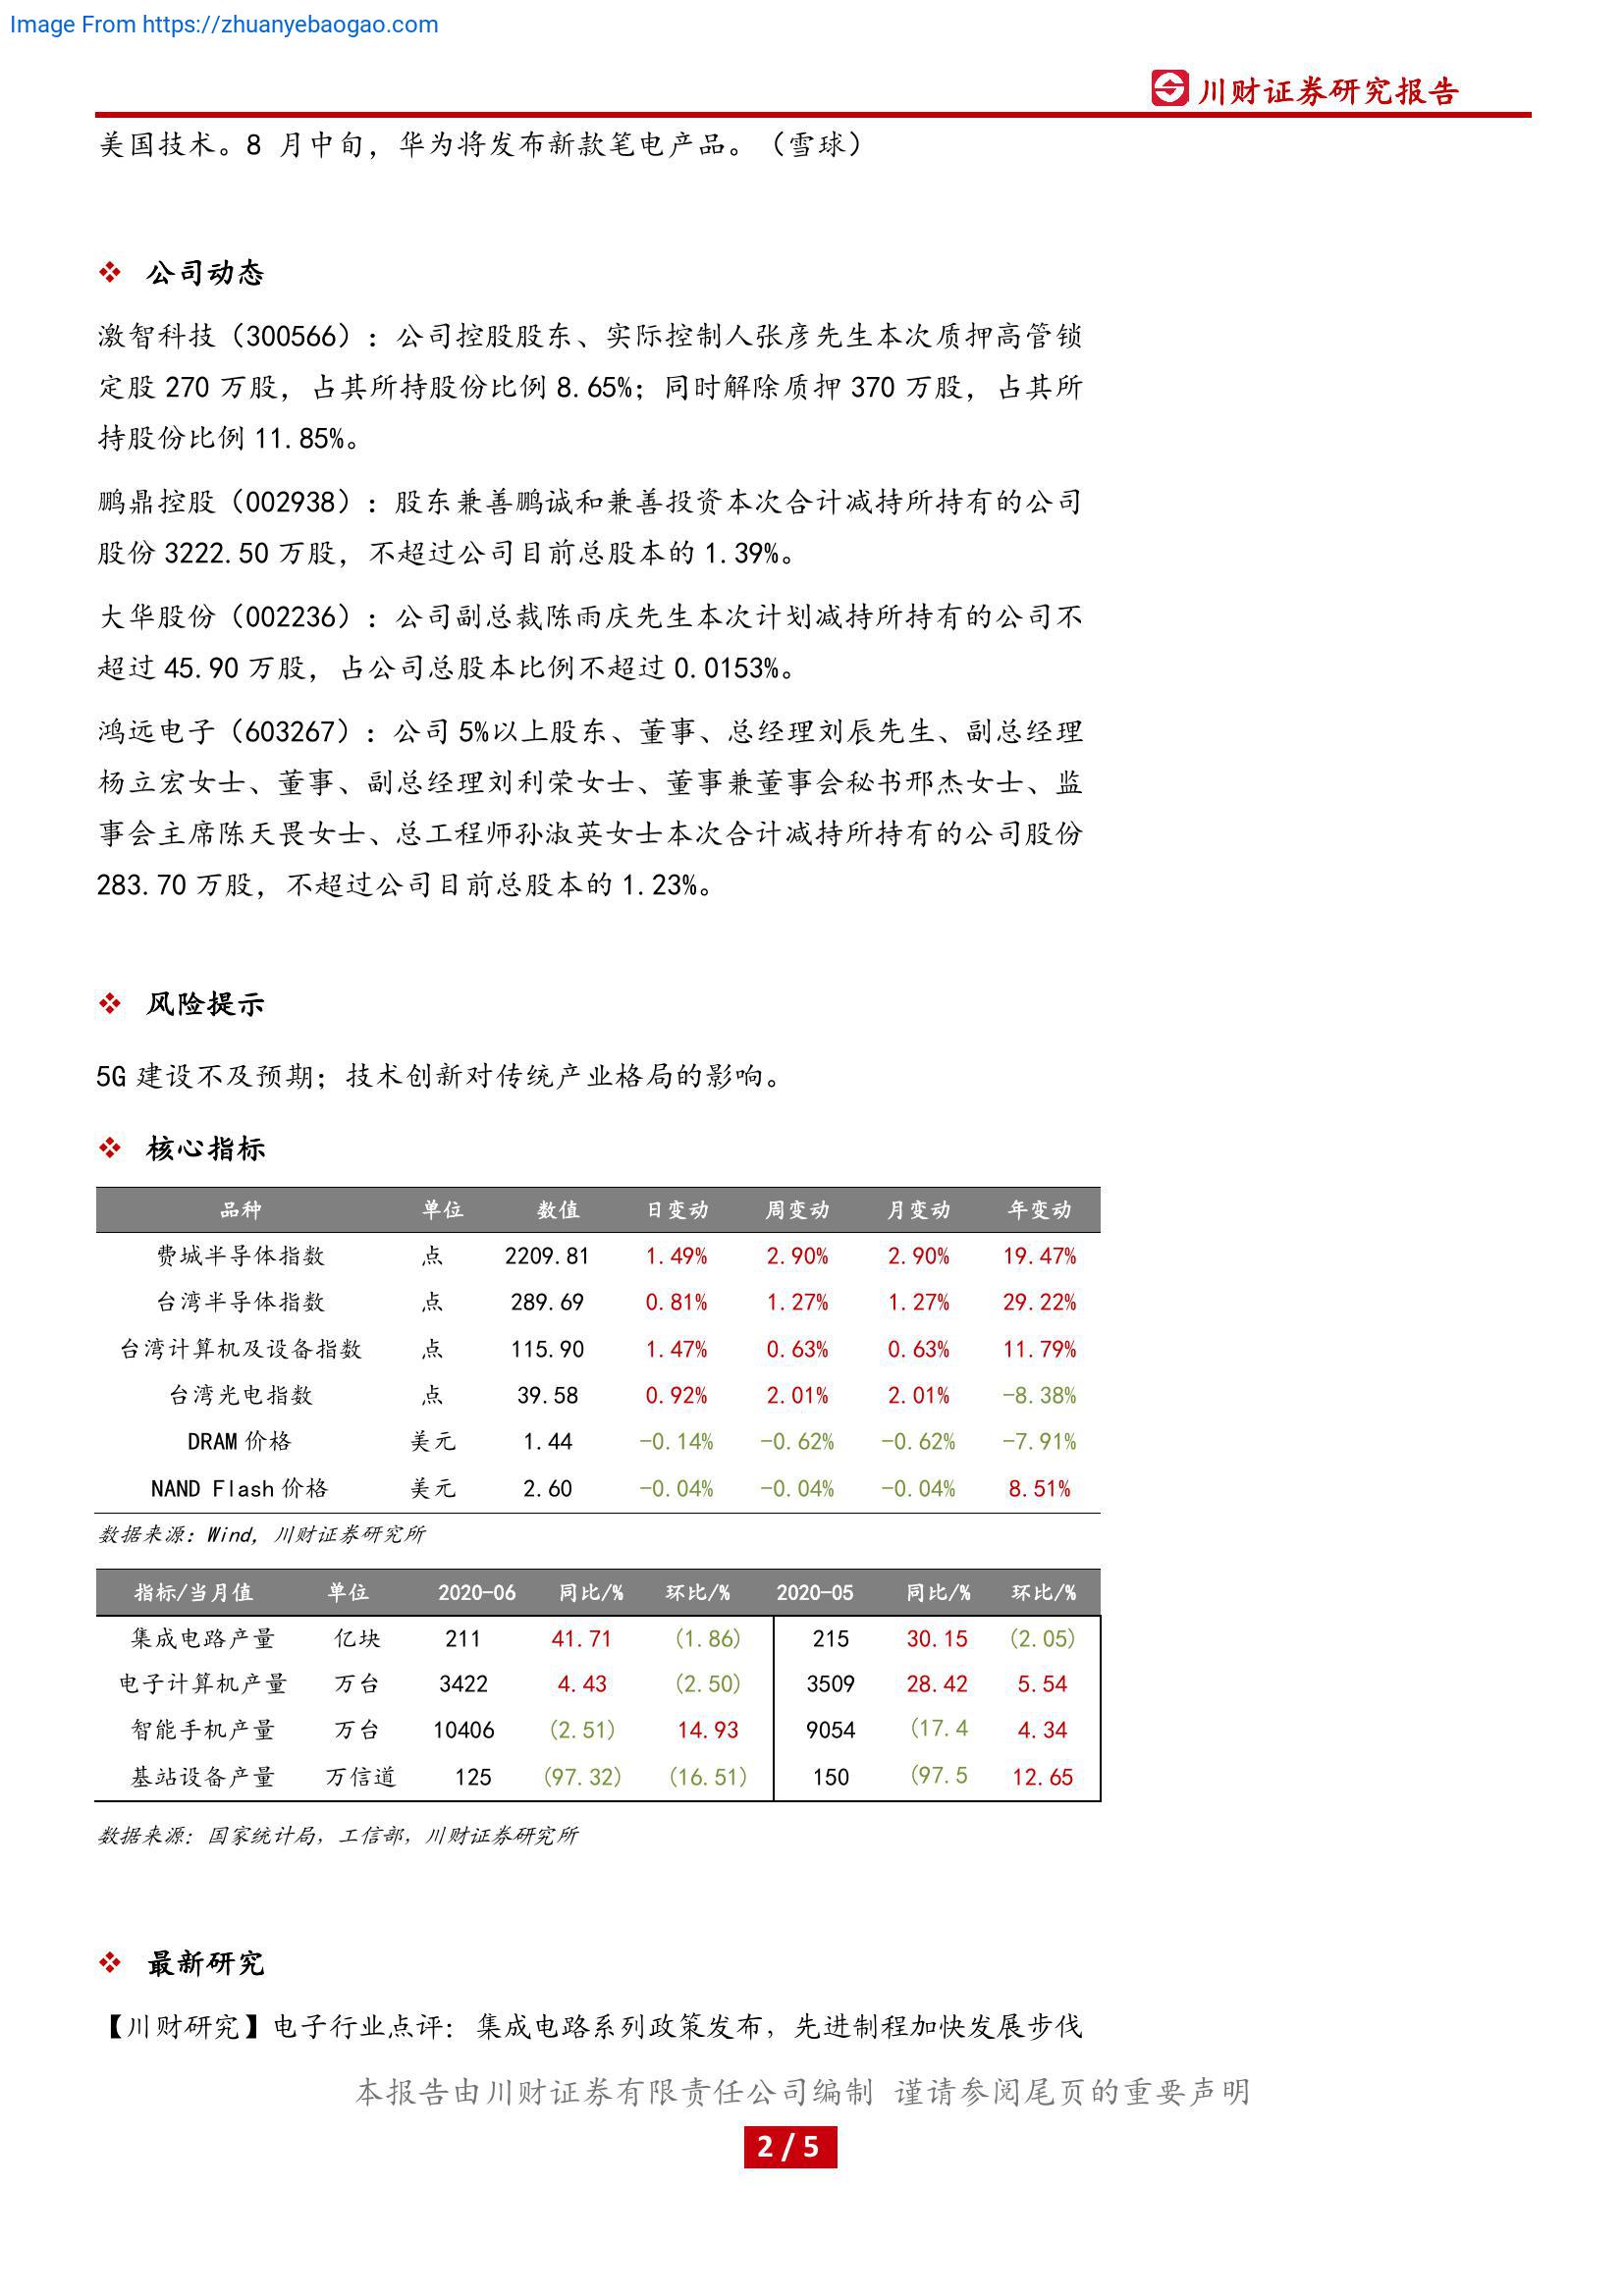 Image From https://zhuanyebaogao.com
川财证券研究报告
美国技术。8 月中旬，华为将发布新款笔电产品。（雪球）
❖ 公司动态
激智科技（300566）：公司控股股东、实际控制人张彦先生本次质押高管锁
定股 270 万股，占其所持股份比例 8.65%；同时解除质押 370 万股，占其所
持股份比例 11.85%。
鹏鼎控股（002938）：股东兼善鹏诚和兼善投资本次合计减持所持有的公司
股份 3222.50 万股，不超过公司目前总股本的 1.39%。
大华股份（002236）：公司副总裁陈雨庆先生本次计划减持所持有的公司不
超过 45.90 万股，占公司总股本比例不超过 0.0153%。
鸿远电子（603267）：公司 5%以上股东、董事、总经理刘辰先生、副总经理
杨立宏女士、董事、副总经理刘利荣女士、董事兼董事会秘书邢杰女士、监
事会主席陈天畏女士、总工程师孙淑英女士本次合计减持所持有的公司股份
283.70 万股，不超过公司目前总股本的 1.23%。
❖ 风险提示
5G 建设不及预期；技术创新对传统产业格局的影响。
❖ 核心指标
品种 单位 数值 日变动 周变动 月变动 年变动
费城半导体指数 点 2209.81 1.49% 2.90% 2.90% 19.47%
台湾半导体指数 点 289.69 0.81% 1.27% 1.27% 29.22%
台湾计算机及设备指数 点 115.90 1.47% 0.63% 0.63% 11.79%
台湾光电指数 点 39.58 0.92% 2.01% 2.01% -8.38%
DRAM 价格 美元 1.44 -0.14% -0.62% -0.62% -7.91%
NAND Flash 价格 美元 2.60 -0.04% -0.04% -0.04% 8.51%
数据来源：Wind，川财证券研究所
指标/当月值 单位 2020-06 同比/% 环比/% 2020-05 同比/% 环比/%
集成电路产量 亿块 211 41.71 (1.86) 215 30.15 (2.05)
电子计算机产量 万台 3422 4.43 (2.50) 3509 28.42 5.54
智能手机产量 万台 10406 (2.51) 14.93 9054 (17.4 4.34
基站设备产量 万信道 125 (97.32) (16.51) 150 (97.5 12.65
数据来源：国家统计局，工信部，川财证券研究所
❖ 最新研究
【川财研究】电子行业点评： 集成电路系列政策发布，先进制程加快发展步伐
本报告由川财证券有限责任公司编制 谨请参阅尾页的重要声明
2 / 5